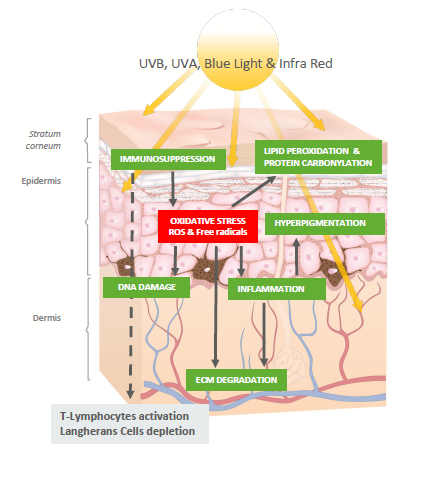 UVB, UVA, Blue Light & Infra Red
Stratum
corneum
IMMUNOSUPPRESSION
LIPID PEROXIDATION &
PROTEIN CARBONYLATION
Epidermis
OXIDATIVE STRESS
ROS & Free radicals
HYPERPIGMENTATION
DNA DAMAGE
INFLAMMATION
Dermis
ECM DEGRADATION
T-Lymphocytes activation
Langherans Cells depletion